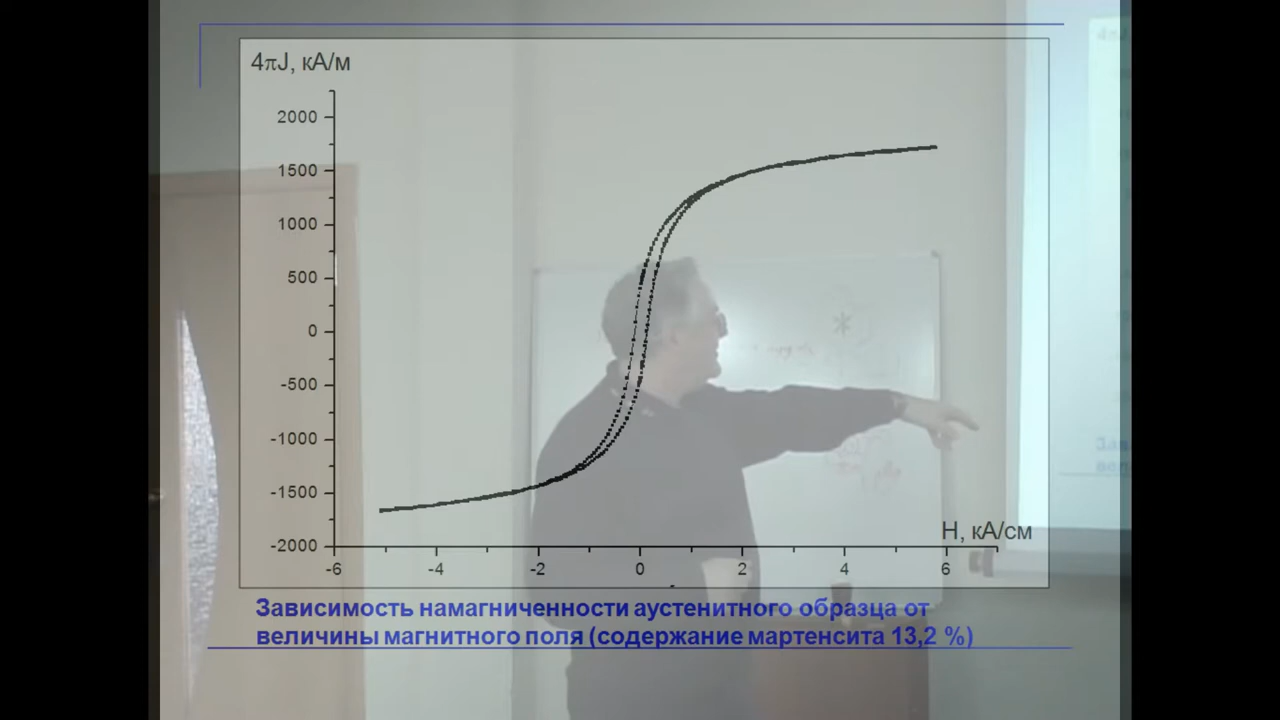 4πJ, кА/м
2000
1500
1000
500
0
-500
-1000
-1500
-2000
-6 -4 -2 0 2 4 6
H, кА/см
Зависимость намагниченности аустенитного образца от
величины магнитного поля (содержание мартенсита 13,2 %)